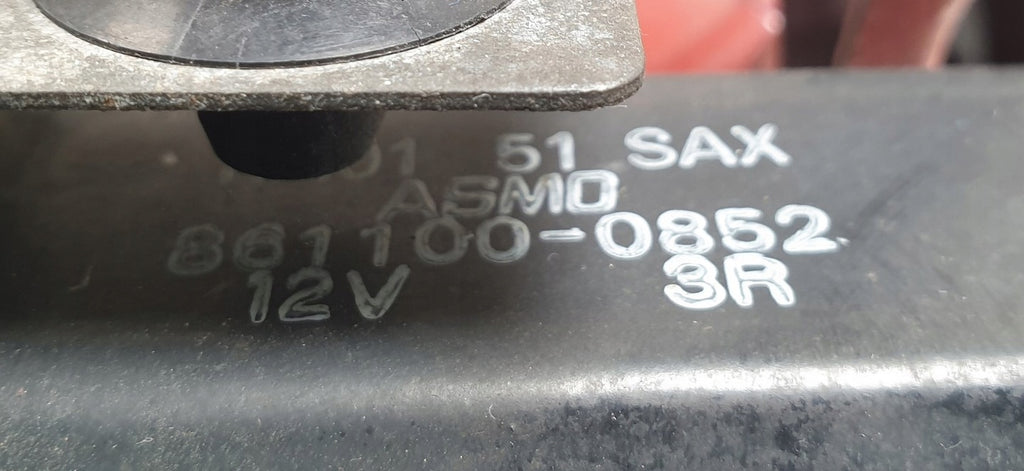 51 SAX
ASMO
861100-0852
12V 3R